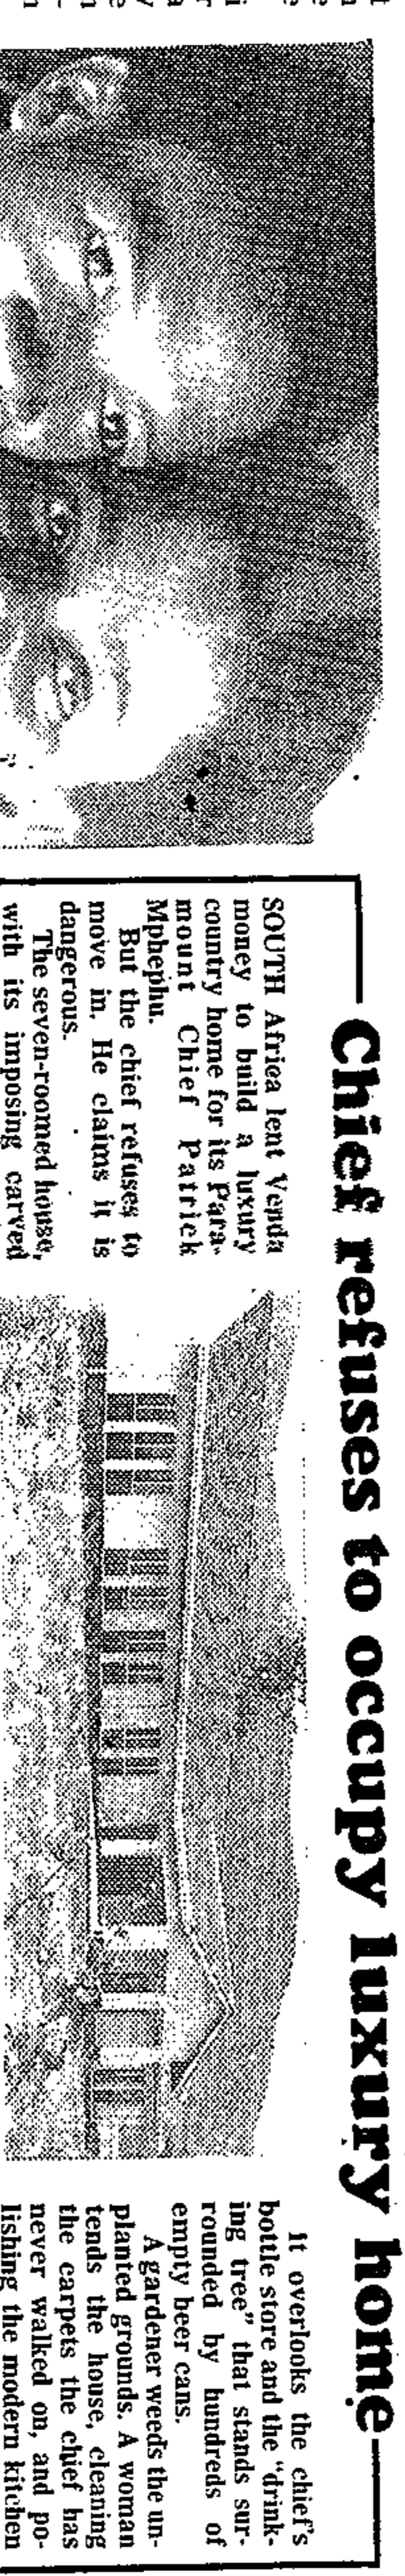 Chief refuses to occupy luxury home
SOUTH Africa lent Venda
money to build a luxury
country home for its Para-
mount Chief Patrick
Mphephu.
But the chief refuses to
move in. He claims it is
dangerous.
The seven-roomed house,
with its imposing carved
It overlooks the chief's
bottle store and the "drink-
ing tree" that stands sur-
rounded by hundreds of
empty beer cans.
A gardener weeds the un-
planted grounds. A woman
tends the house, cleaning
the carpets the chief has
never walked on, and po-
lishing the modern kitchen